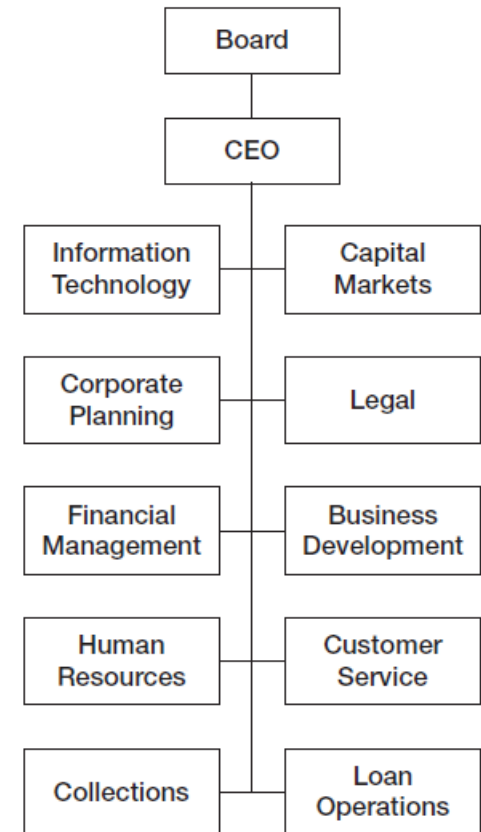 Board
CEO
Information
Technology
Capital
Markets
Corporate
Planning
Legal
Financial
Management
Business
Development
Human
Resources
Customer
Service
Collections
Loan
Operations